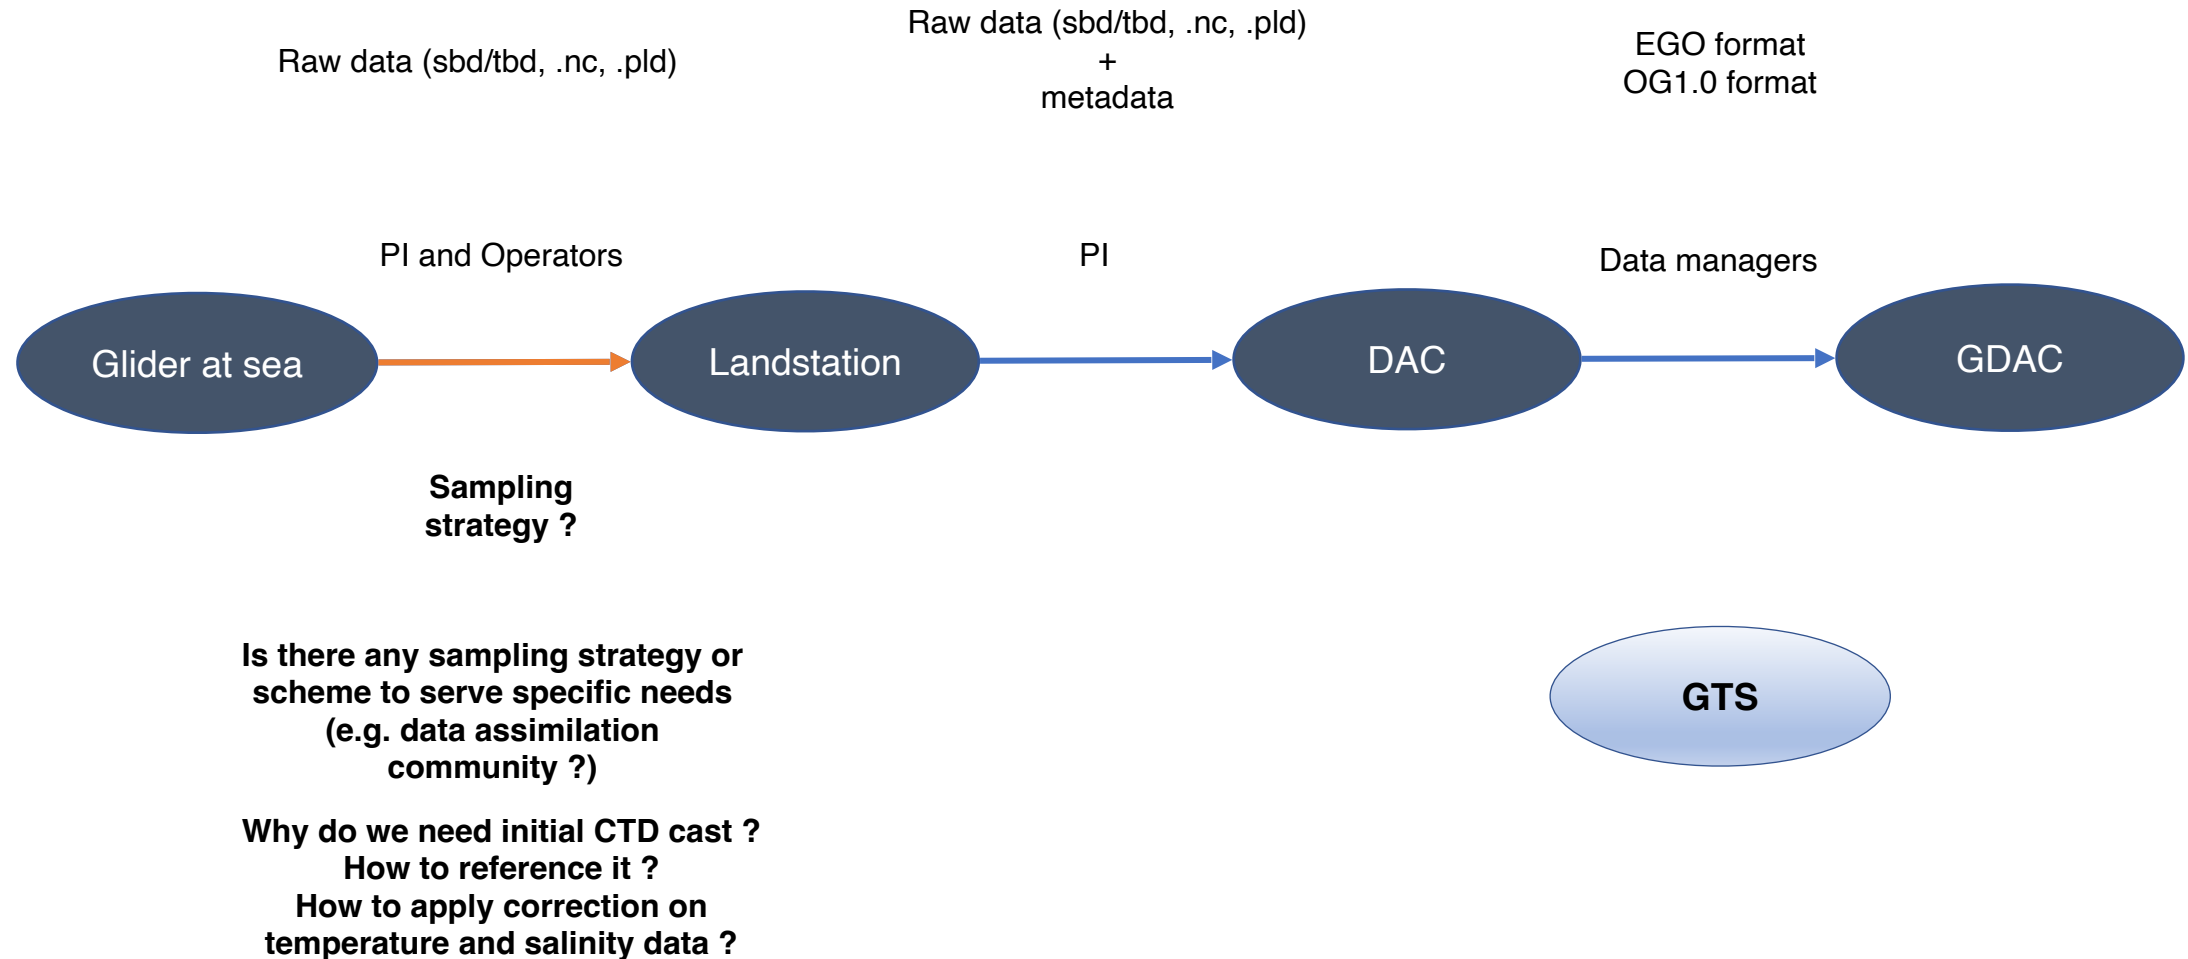 Raw data (sbd/tbd, .nc, .pld)
Raw data (sbd/tbd, .nc, .pld)
+
metadata
EGO format
OG1.0 format
PI and Operators
PI
Data managers
Glider at sea
Landstation
DAC
GDAC
Sampling
strategy ?
Is there any sampling strategy or
scheme to serve specific needs
(e.g. data assimilation
community ?)
GTS
Why do we need initial CTD cast ?
How to reference it ?
How to apply correction on
temperature and salinity data ?